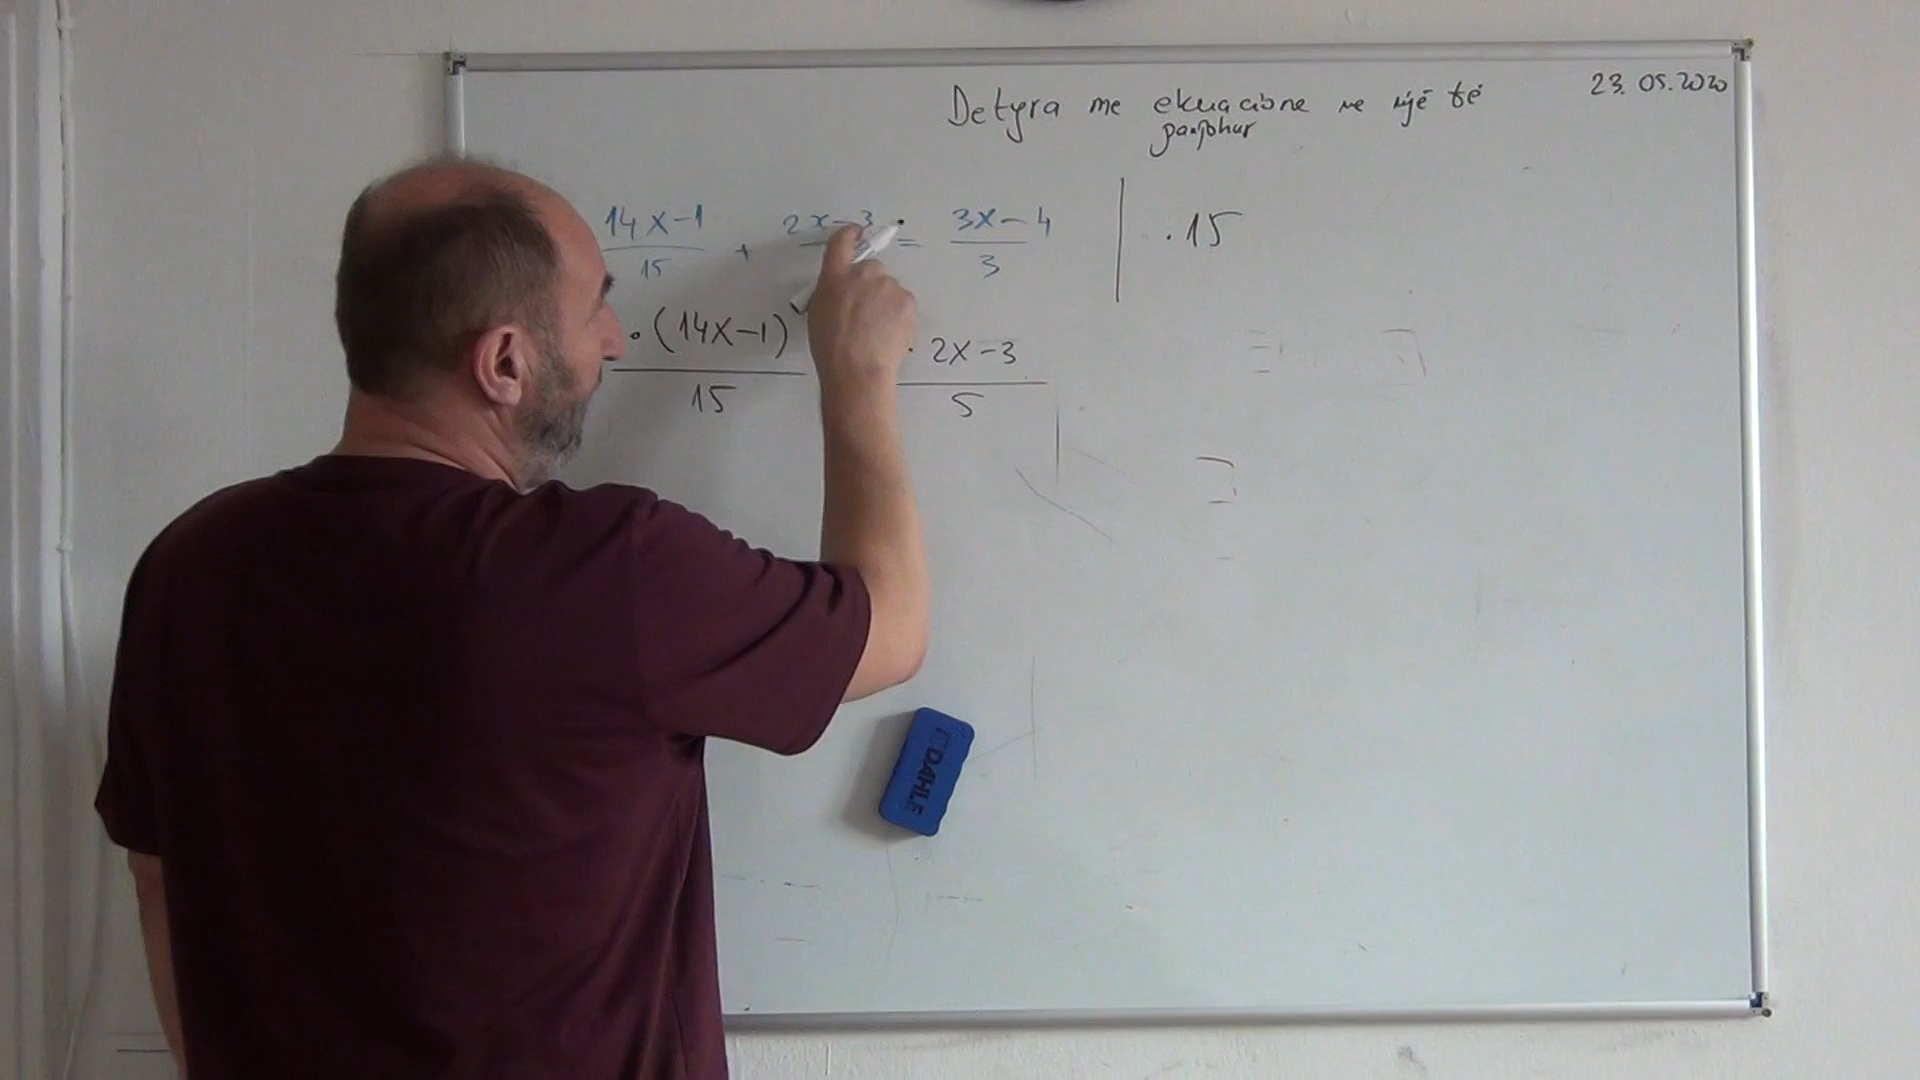 23.05.2020
Detyra me ekuacione me një të
panjohur
14x-1 + 2x-3 = 3x-4 | .15
15 3
.(14x-1) . 2x-3
15 5
DAHLE